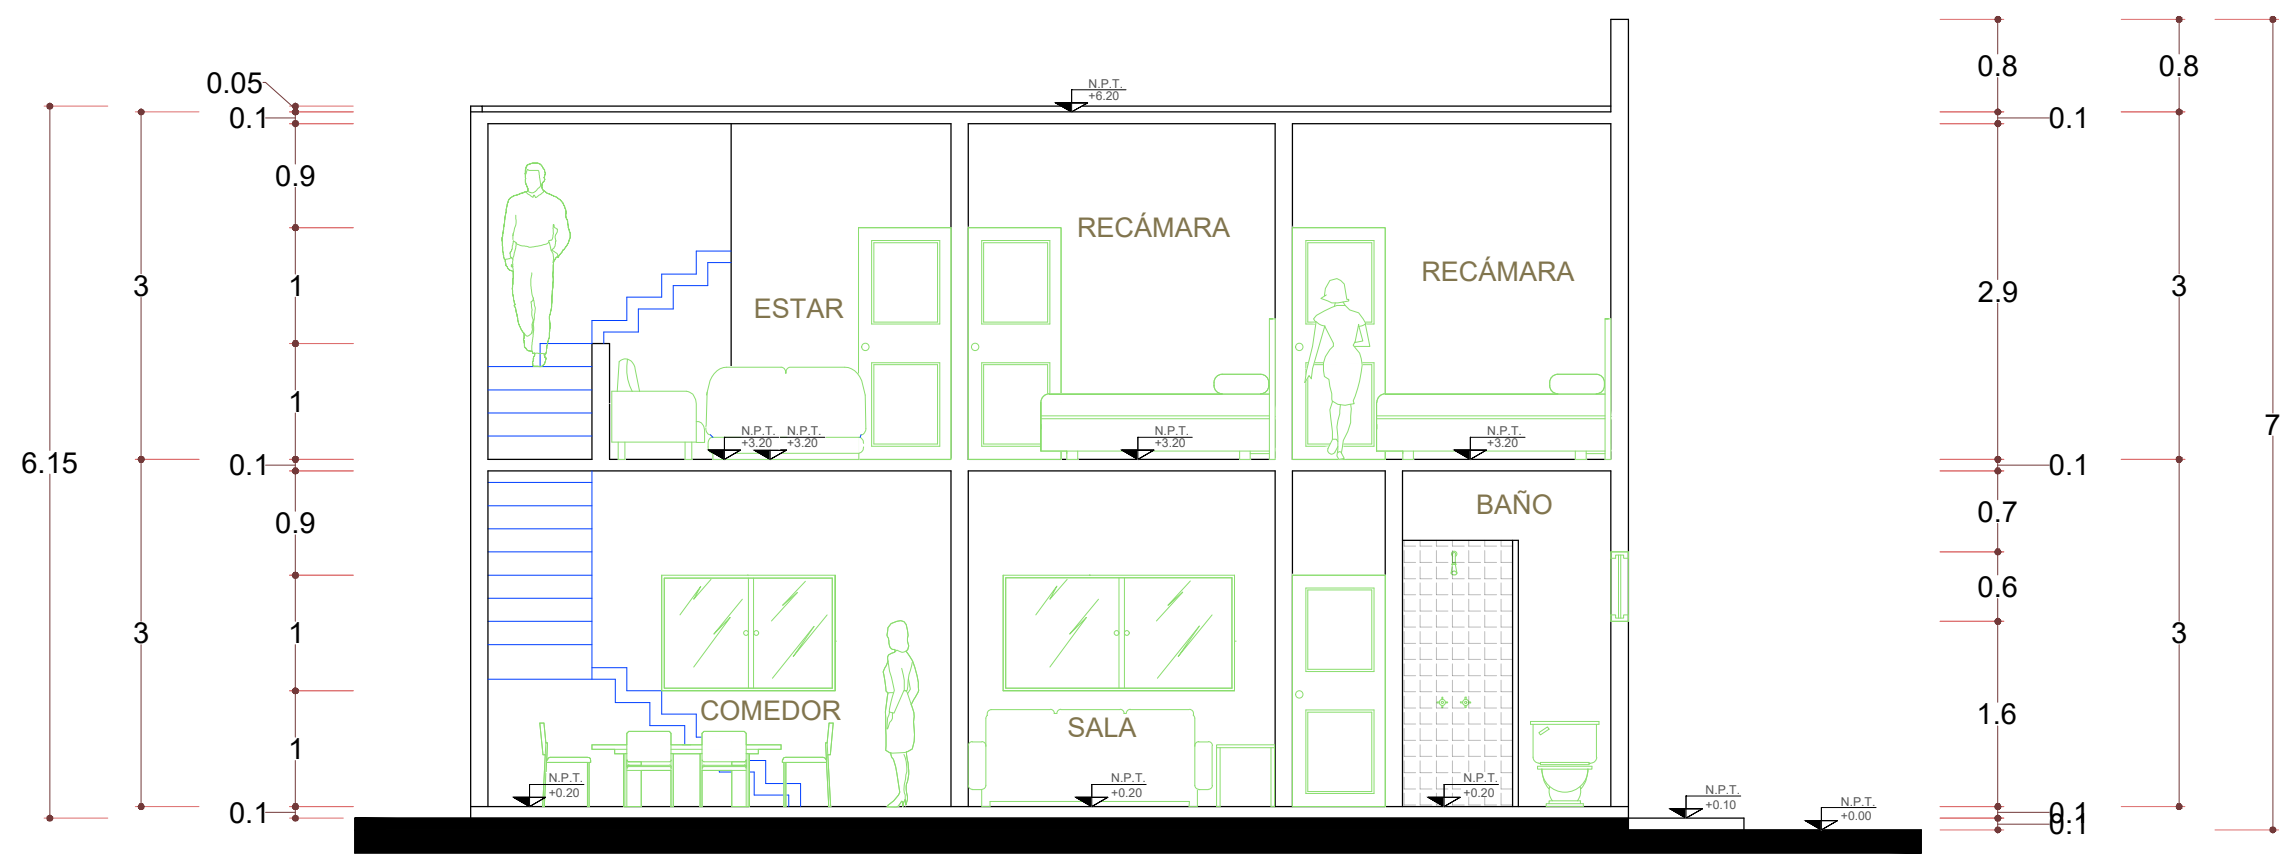 0.8
0.8
0.05
N.P.T.
+6.20
0.1
0.1
0.9
RECÁMARA
RECÁMARA
3
1
ESTAR
2.9
3
1
7
N.P.T. N.P.T.
+3.20 +3.20
N.P.T.
+3.20
N.P.T.
+3.20
6.15
0.1
0.1
0.9
BAÑO
0.7
0.6
3
1
3
COMEDOR
SALA
1.6
1
N.P.T.
+0.20
N.P.T.
+0.20
N.P.T.
+0.20
N.P.T.
+0.10
N.P.T.
+0.00
0.1
0.1
0.1